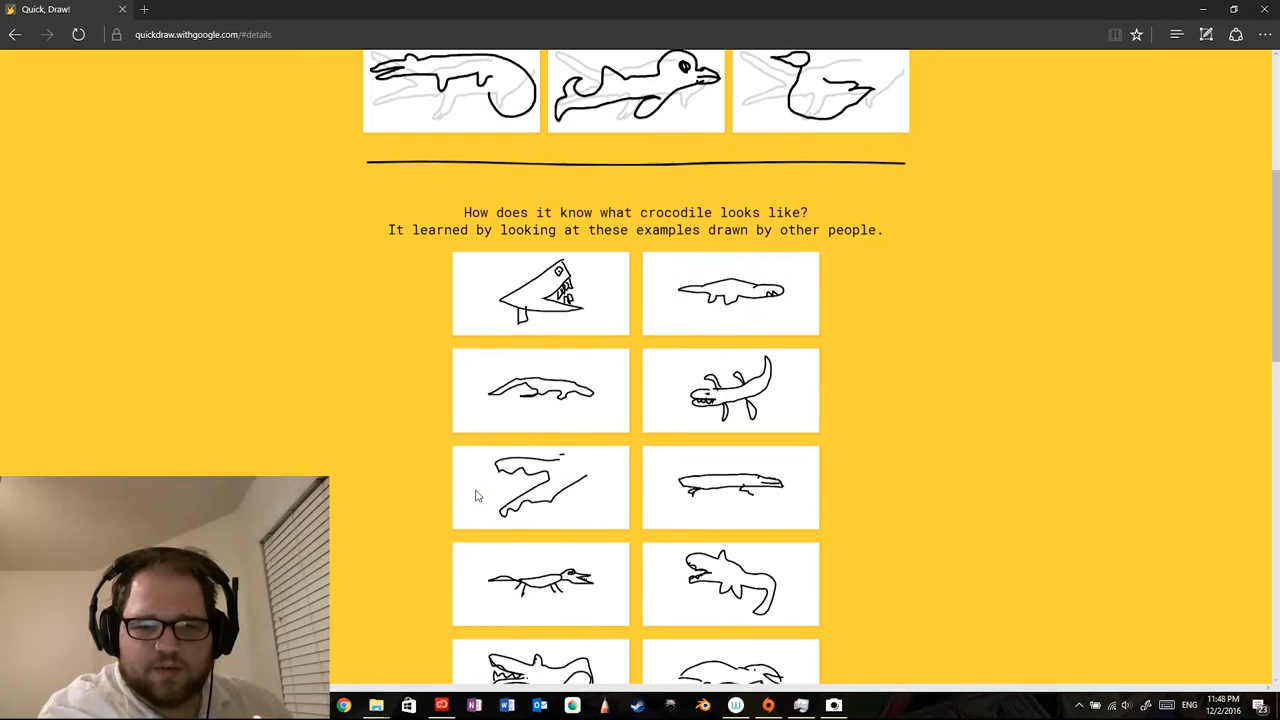 Quick, Draw!
quickdraw.withgoogle.com/#details
How does it know what crocodile looks like?
It learned by looking at these examples drawn by other people.
11:48 PM
12/2/2016